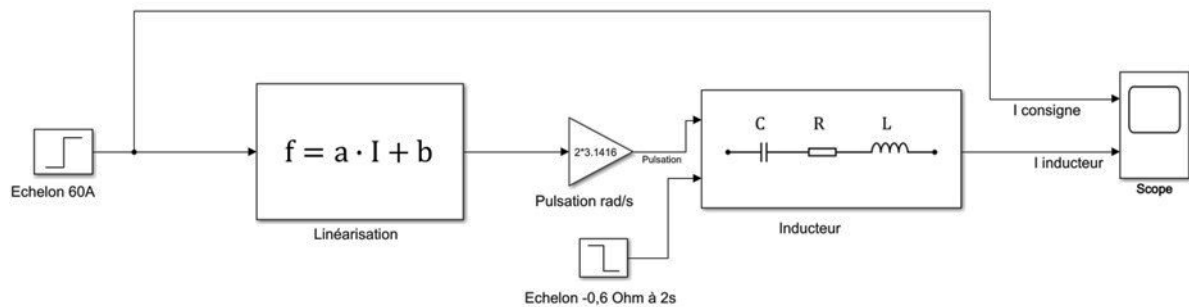 I consigne
C R L
f = a · I + b
2*3.1416
Pulsation
I inducteur
Echelon 60A
Pulsation rad/s
Scope
Linéarisation
Inducteur
Echelon -0,6 Ohm à 2s